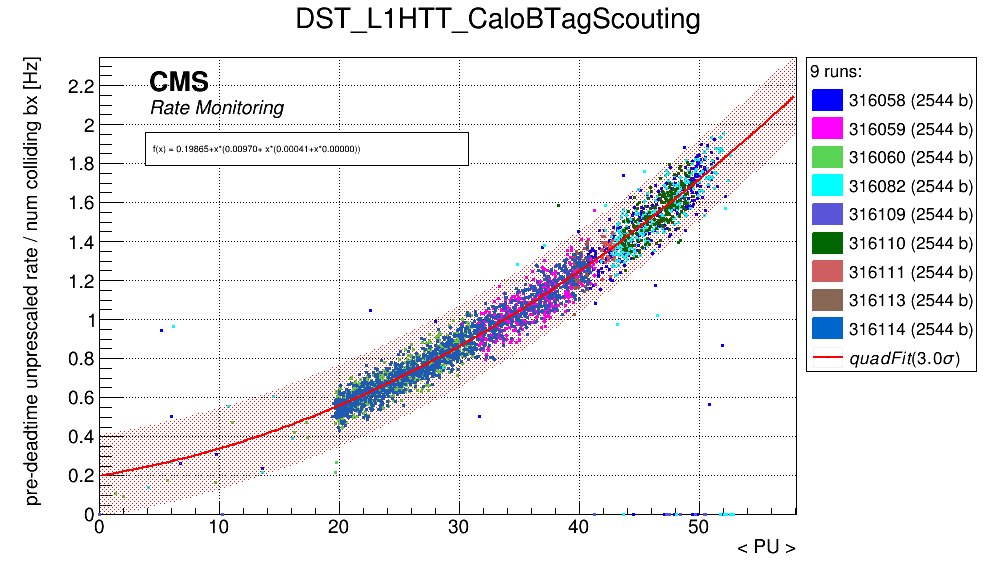 DST_L1HTT_CaloBTagScouting
pre-deadtime unprescaled rate / num colliding bx [Hz]
CMS
Rate Monitoring
f(x) = 0.19865+x*(0.00970+ x*(0.00041+x*0.00000))
2.2
2
1.8
1.6
1.4
1.2
1
0.8
0.6
0.4
0.2
0
0 10 20 30 40 50
< PU >
9 runs:
316058 (2544 b)
316059 (2544 b)
316060 (2544 b)
316082 (2544 b)
316109 (2544 b)
316110 (2544 b)
316111 (2544 b)
316113 (2544 b)
316114 (2544 b)
quadFit(3.0σ)